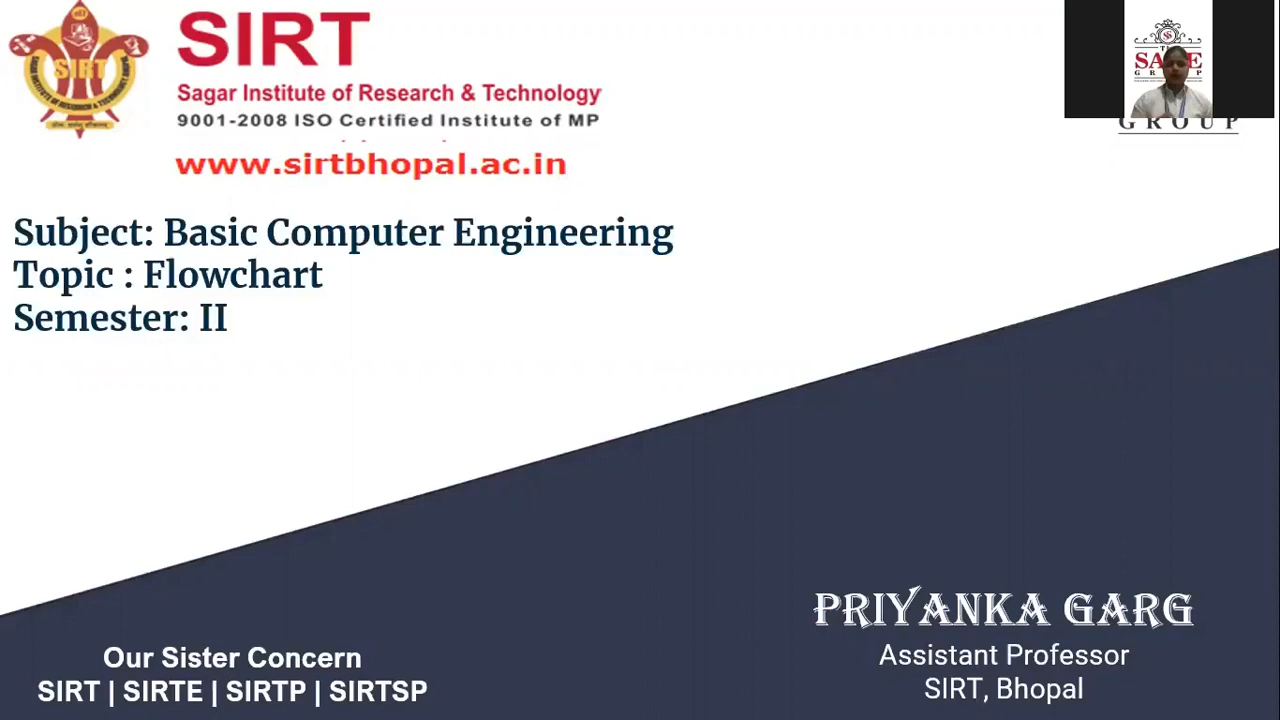 SIRT
Sagar Institute of Research & Technology
9001-2008 ISO Certified Institute of MP
www.sirtbhopal.ac.in
SIRT
GROUP
Subject: Basic Computer Engineering
Topic : Flowchart
Semester: II
PRIYANKA GARG
Assistant Professor
SIRT, Bhopal
Our Sister Concern
SIRT | SIRTE | SIRTP | SIRTSP